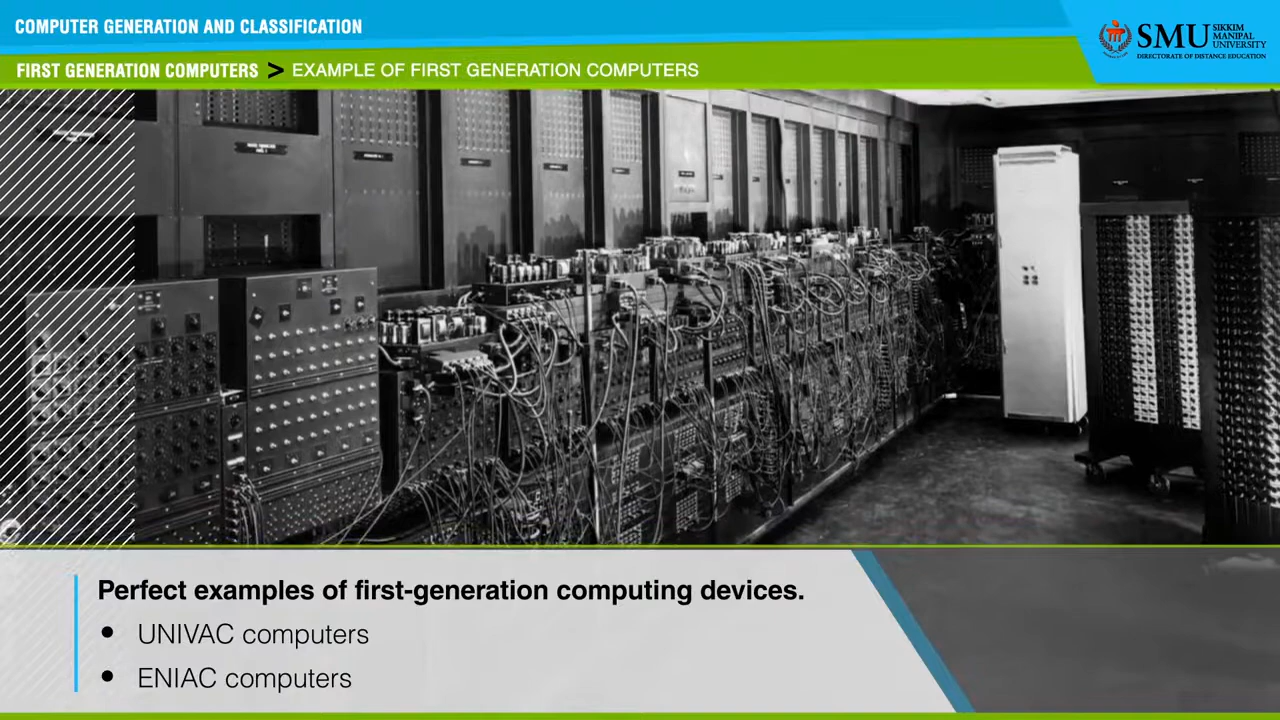 COMPUTER GENERATION AND CLASSIFICATION
SMU SIKKIM MANIPAL UNIVERSITY
DIRECTORATE OF DISTANCE EDUCATION
FIRST GENERATION COMPUTERS > EXAMPLE OF FIRST GENERATION COMPUTERS
Perfect examples of first-generation computing devices.
• UNIVAC computers
• ENIAC computers